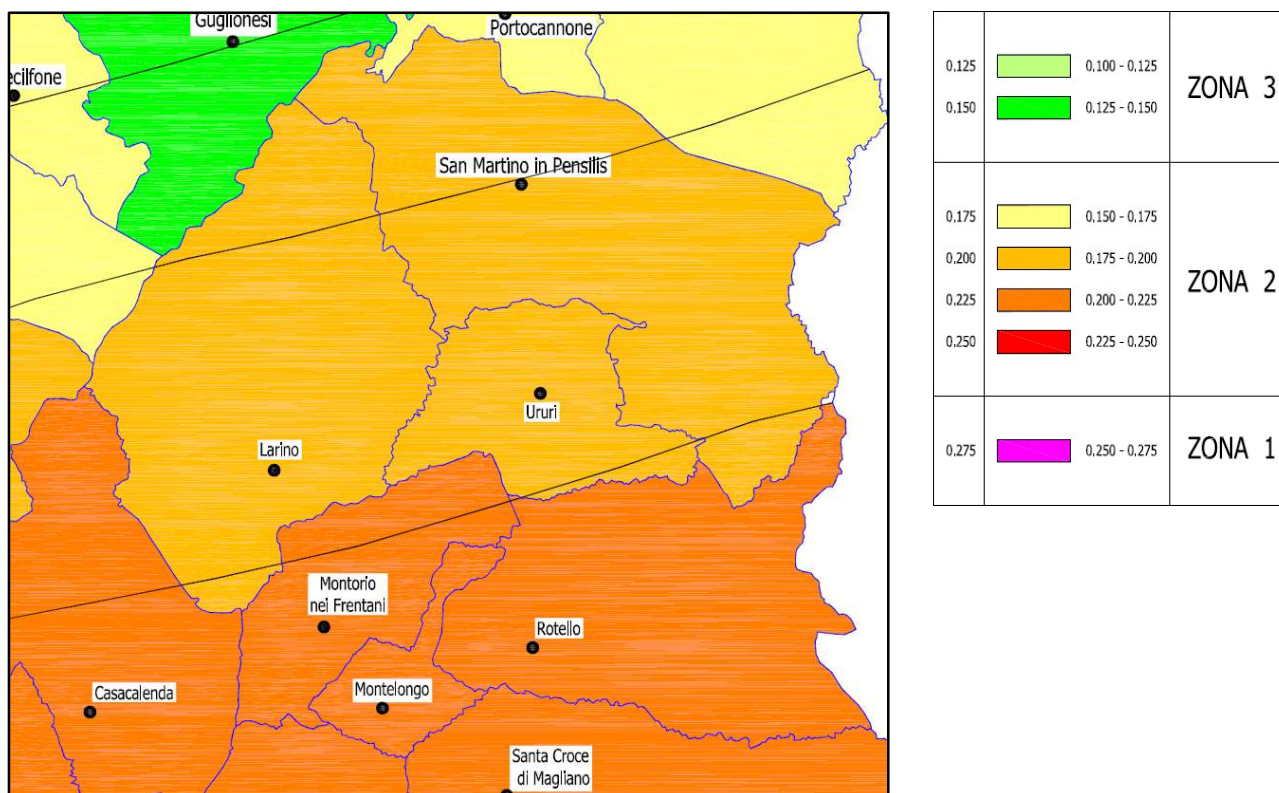 Guglionesi
Portocannone
ecilfone
San Martino in Pensilis
Ururi
Larino
Montorio
nei Frentani
Rotello
Casacalenda
Montelongo
Santa Croce
di Magliano
0,125 0,100 - 0,125
ZONA 3
0,150 0,125 - 0,150
0,175 0,150 - 0,175
0,200 0,175 - 0,200
ZONA 2
0,225 0,200 - 0,225
0,250 0,225 - 0,250
0,275 0,250 - 0,275 ZONA 1